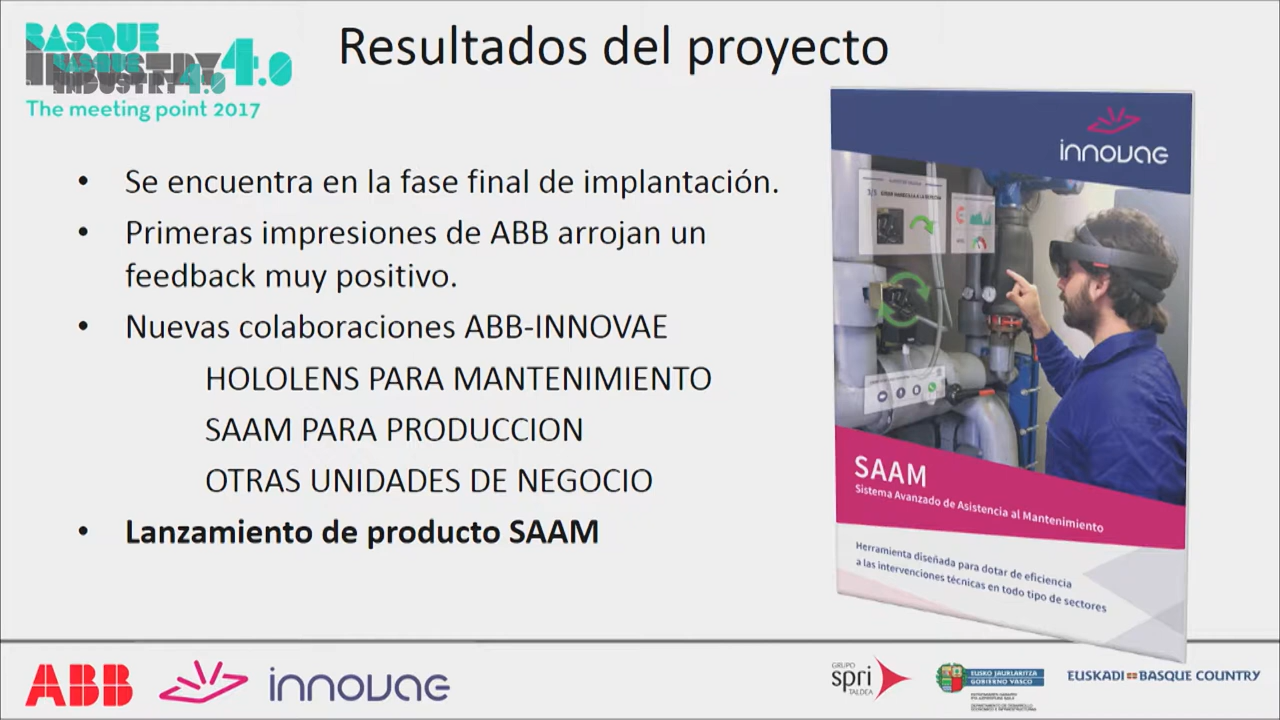 BASQUE
INDUSTRY 4.0
The meeting point 2017
Resultados del proyecto
• Se encuentra en la fase final de implantación.
• Primeras impresiones de ABB arrojan un
feedback muy positivo.
• Nuevas colaboraciones ABB-INNOVAE
HOLOLENS PARA MANTENIMIENTO
SAAM PARA PRODUCCION
OTRAS UNIDADES DE NEGOCIO
• Lanzamiento de producto SAAM
innovae
SAAM
Sistema Avanzado de Asistencia al Mantenimiento
Herramienta diseñada para dotar de eficiencia
a las intervenciones técnicas en todo tipo de sectores
ABB
innovae
GRUPO
spri
TALDEA
EUSKO JAURLARITZA
GOBIERNO VASCO
EUSKADI BASQUE COUNTRY